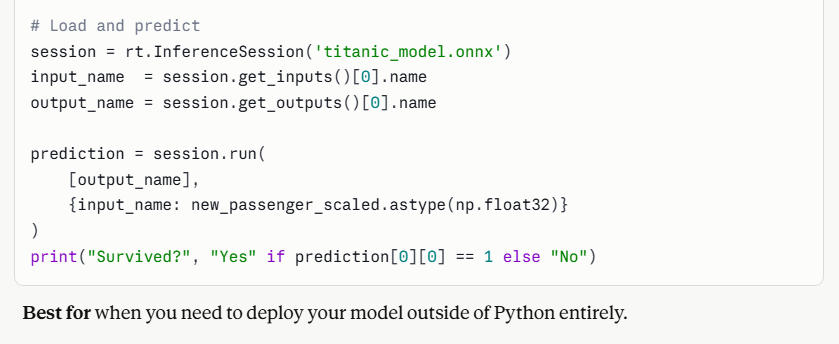 # Load and predict
session = rt.InferenceSession('titanic_model.onnx')
input_name  = session.get_inputs()[0].name
output_name = session.get_outputs()[0].name

prediction = session.run(
    [output_name],
    {input_name: new_passenger_scaled.astype(np.float32)}
)
print("Survived?", "Yes" if prediction[0][0] == 1 else "No")
Best for when you need to deploy your model outside of Python entirely.